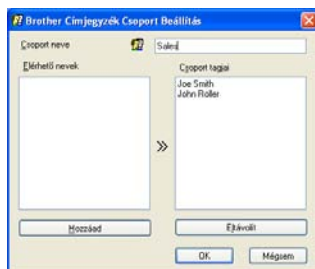 Brother Címjegyzék Csoport Beállítás
Csoport neve
Sales
Elérhető nevek
Csoport tagjai
Joe Smith
John Roller
Hozzáad
Eltávolít
OK
Mégsem